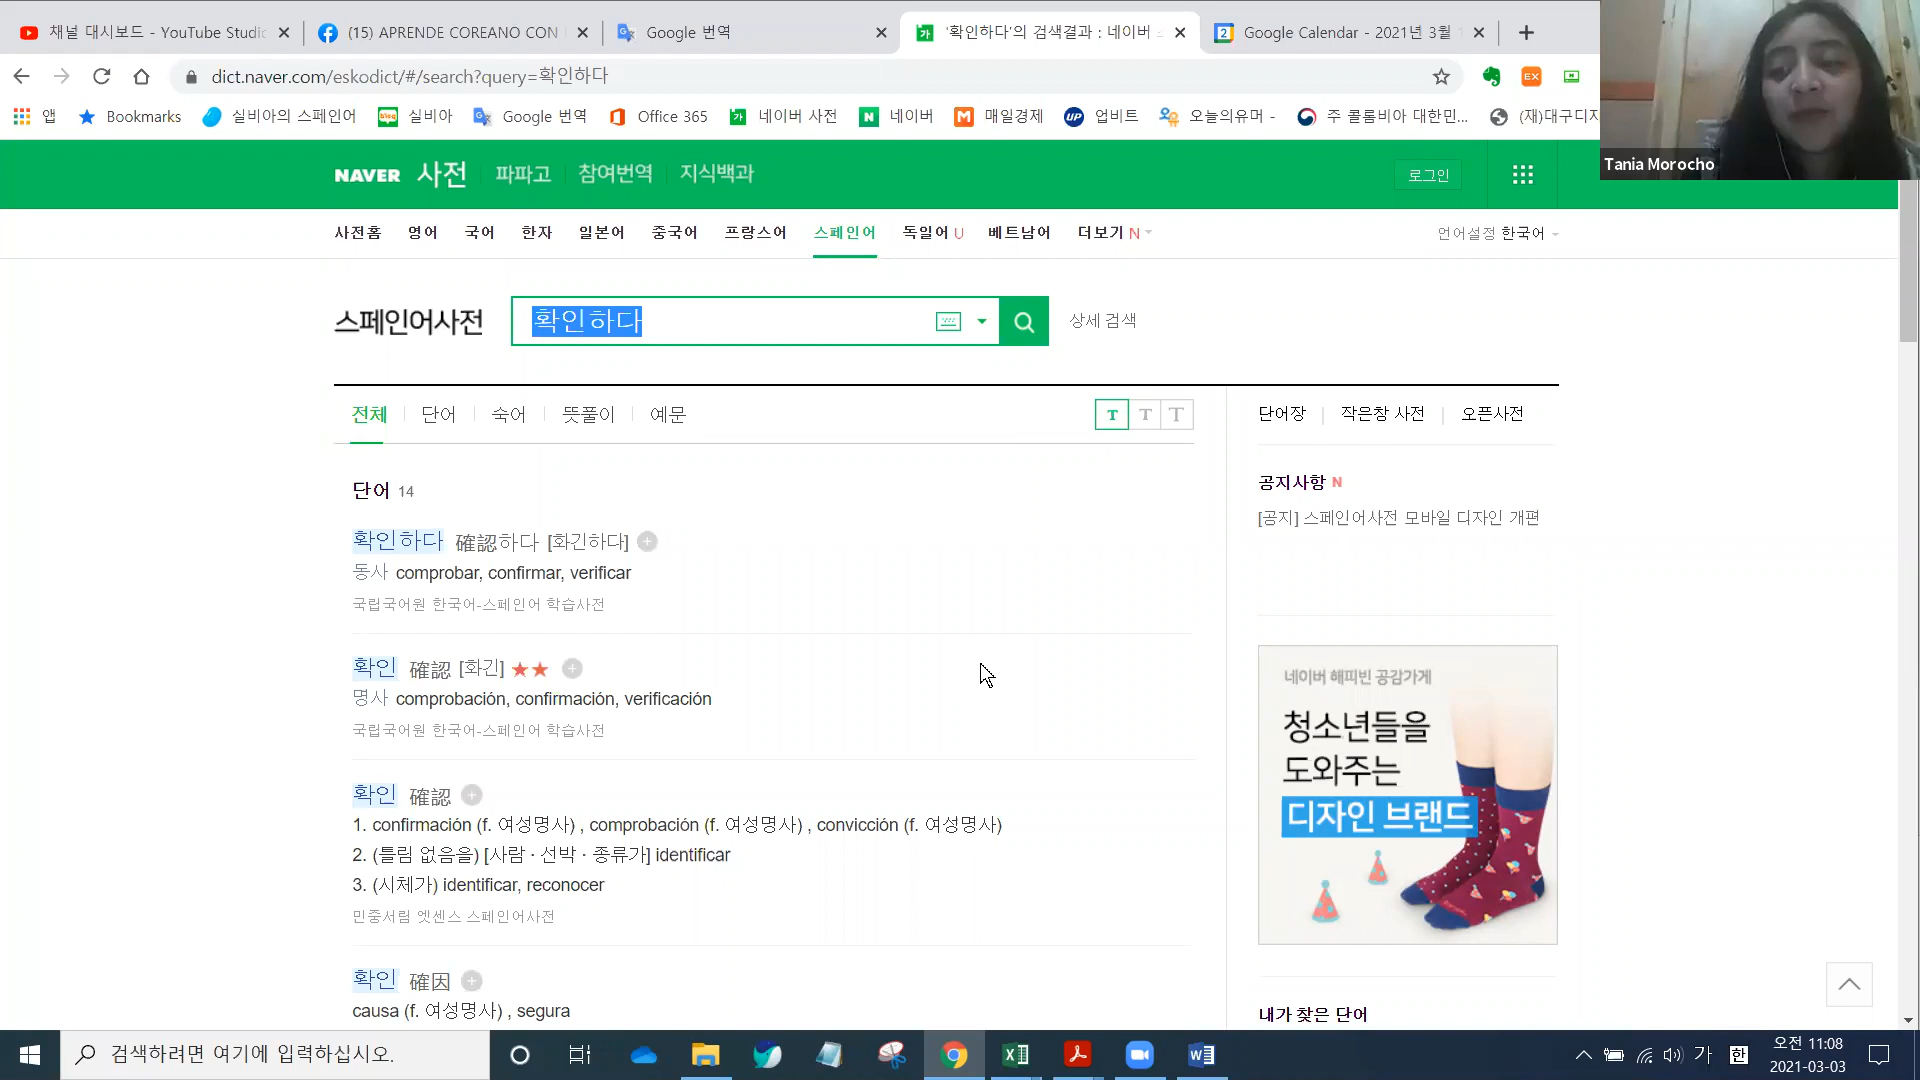 채널 대시보드 - YouTube Studio
(15) APRENDE COREANO CON
Google 번역
'확인하다'의 검색결과 : 네이버
Google Calendar - 2021년 3월
dict.naver.com/eskodict/#/search?query=확인하다
앱 Bookmarks 실비아의 스페인어 실비아 Google 번역 Office 365 네이버 사전 네이버 매일경제 업비트 오늘의유머 - 주 콜롬비아 대한민... (재)대구디지
Tania Morocho
NAVER 사전 파파고 참여번역 지식백과
로그인
사전홈 영어 국어 한자 일본어 중국어 프랑스어 스페인어 독일어 U 베트남어 더보기 N
언어설정 한국어
스페인어사전 확인하다 상세 검색
전체 단어 숙어 뜻풀이 예문
T T T
단어장 작은창 사전 오픈사전
단어 14
확인하다 確認하다 [화긴하다]
동사 comprobar, confirmar, verificar
국립국어원 한국어-스페인어 학습사전
확인 確認 [화긴] ★★
명사 comprobación, confirmación, verificación
국립국어원 한국어-스페인어 학습사전
확인 確認
1. confirmación (f. 여성명사) , comprobación (f. 여성명사) , convicción (f. 여성명사)
2. (틀림 없음을) [사람 · 선박 · 종류가] identificar
3. (시체가) identificar, reconocer
민중서림 엣센스 스페인어사전
확인 確因
causa (f. 여성명사) , segura
공지사항 N
[공지] 스페인어사전 모바일 디자인 개편
네이버 해피빈 공감가게
청소년들을
도와주는
디자인 브랜드
내가 찾은 단어
검색하려면 여기에 입력하십시오.
가 한
오전 11:08
2021-03-03